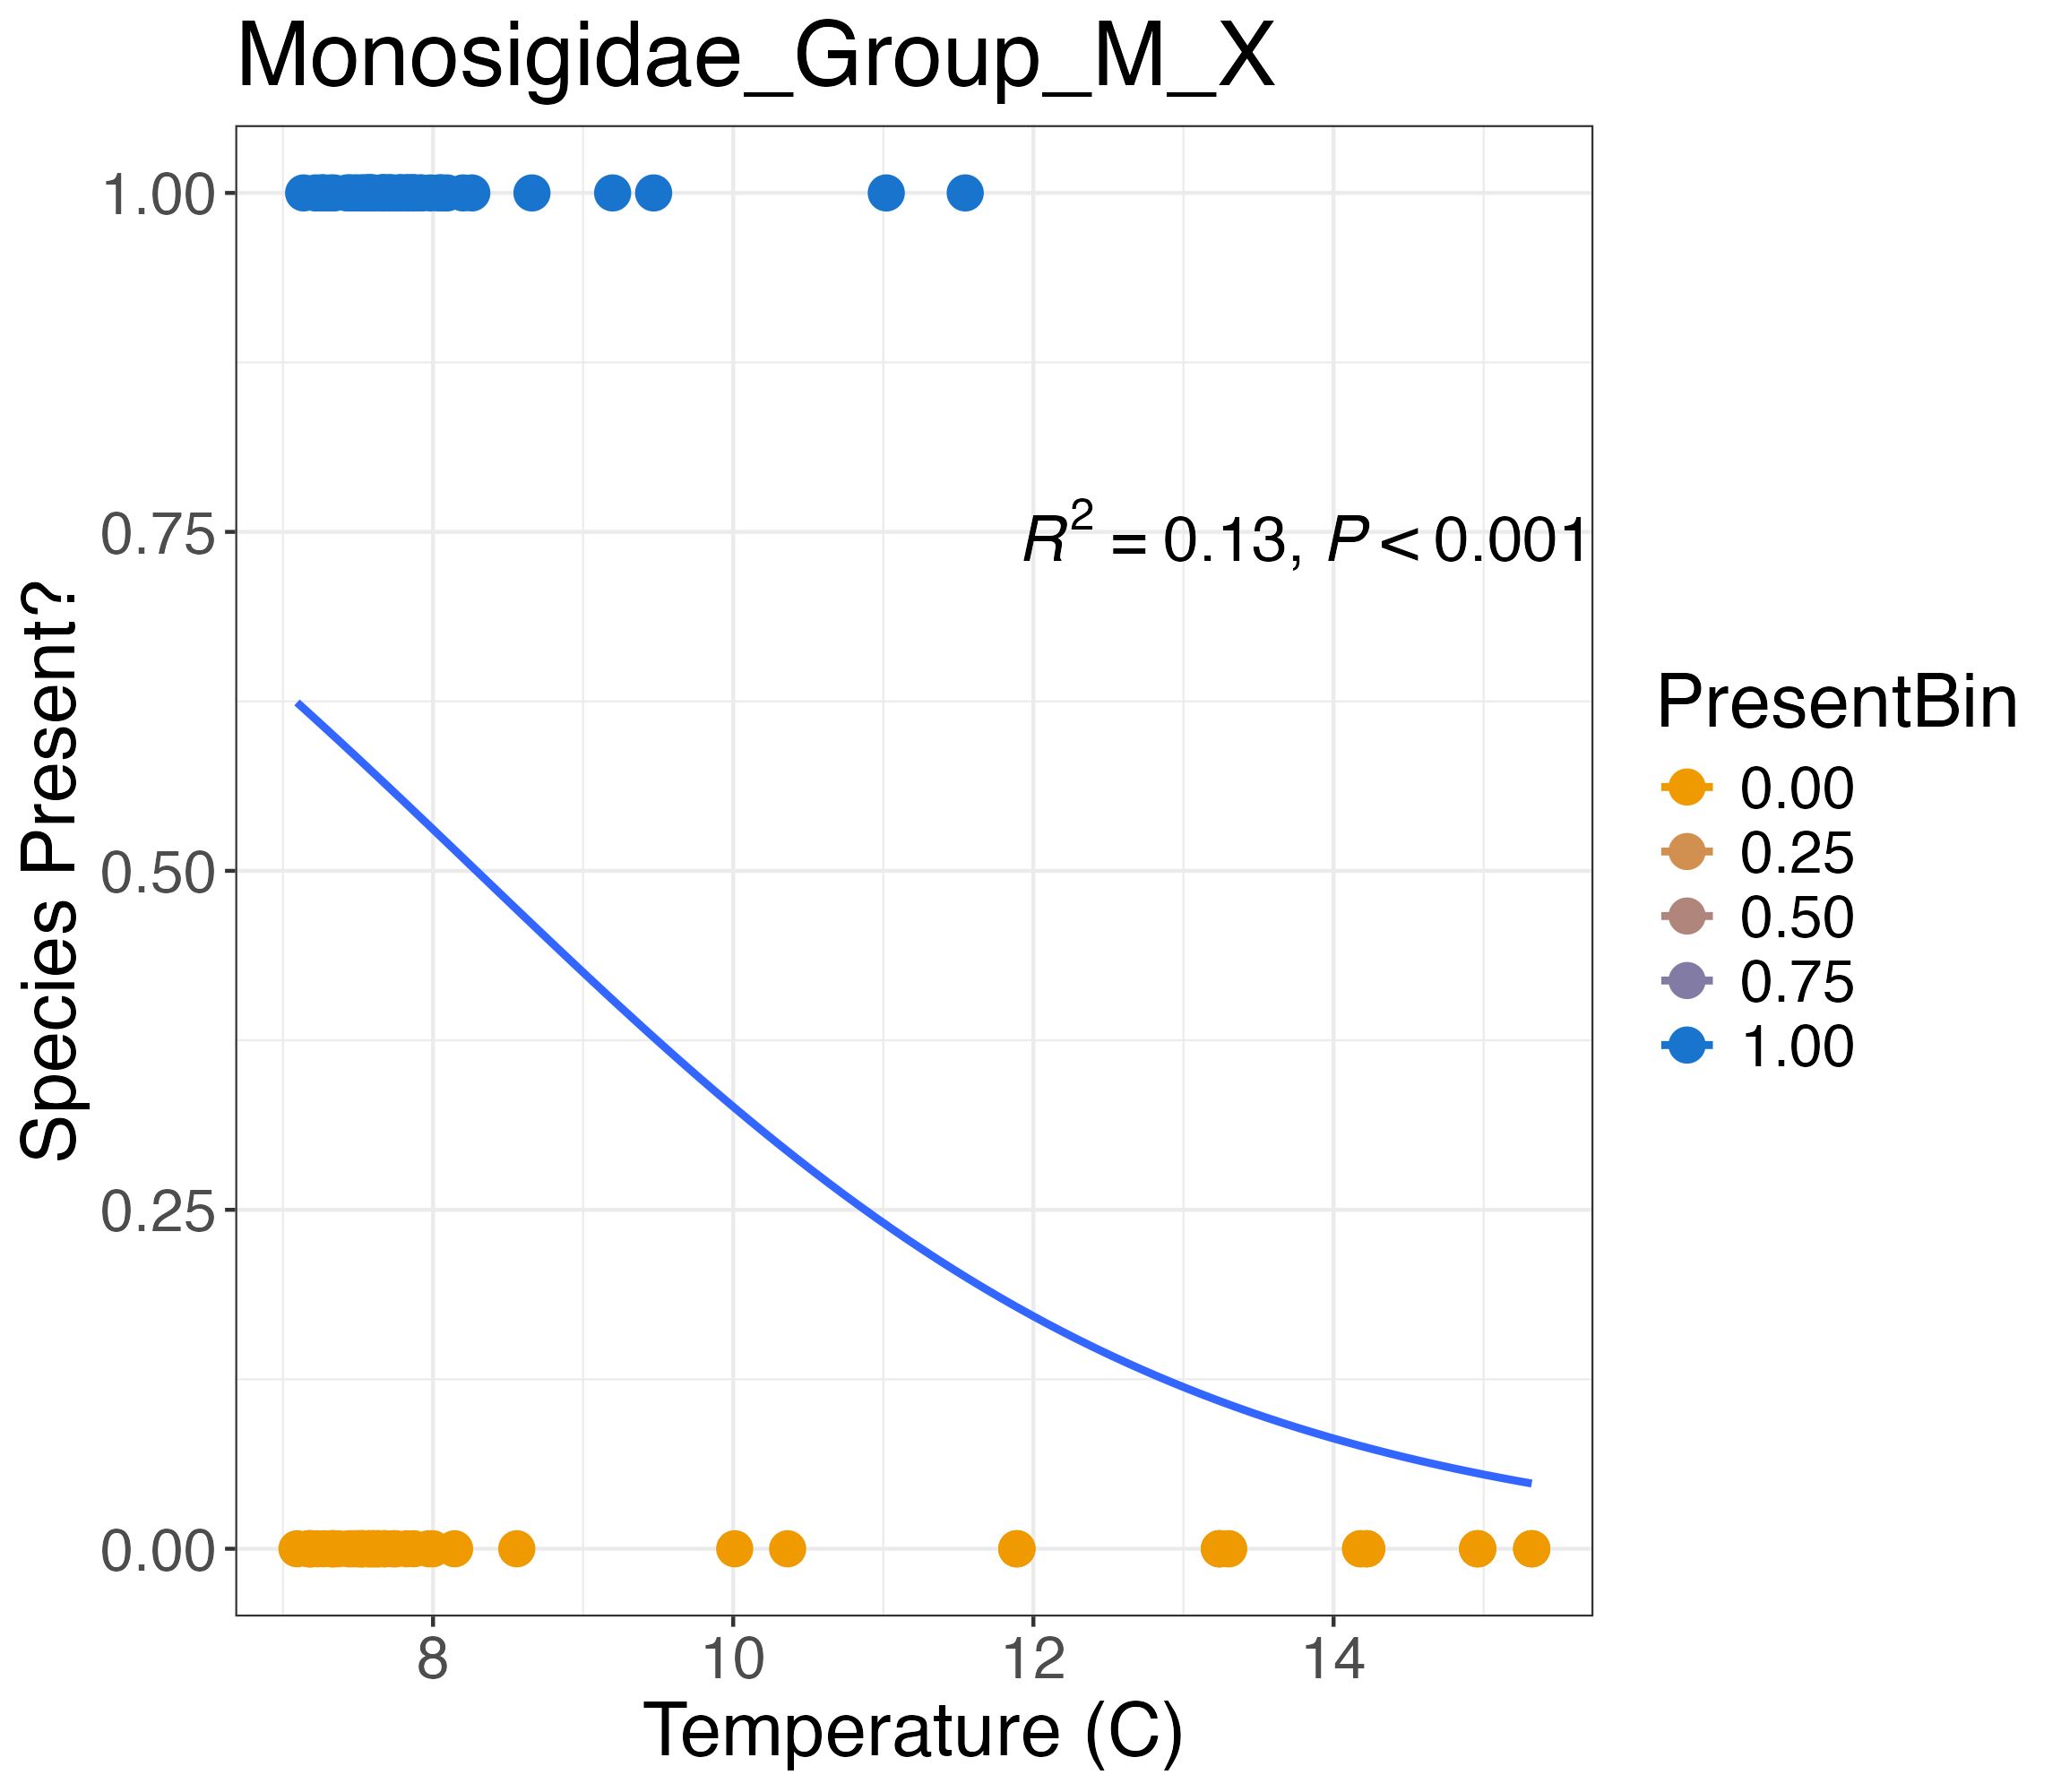 Monosigidae_Group_M_X
1.00
0.75
0.50
0.25
0.00
Species Present?
R² = 0.13, P < 0.001
8 10 12 14
Temperature (C)
PresentBin
0.00
0.25
0.50
0.75
1.00